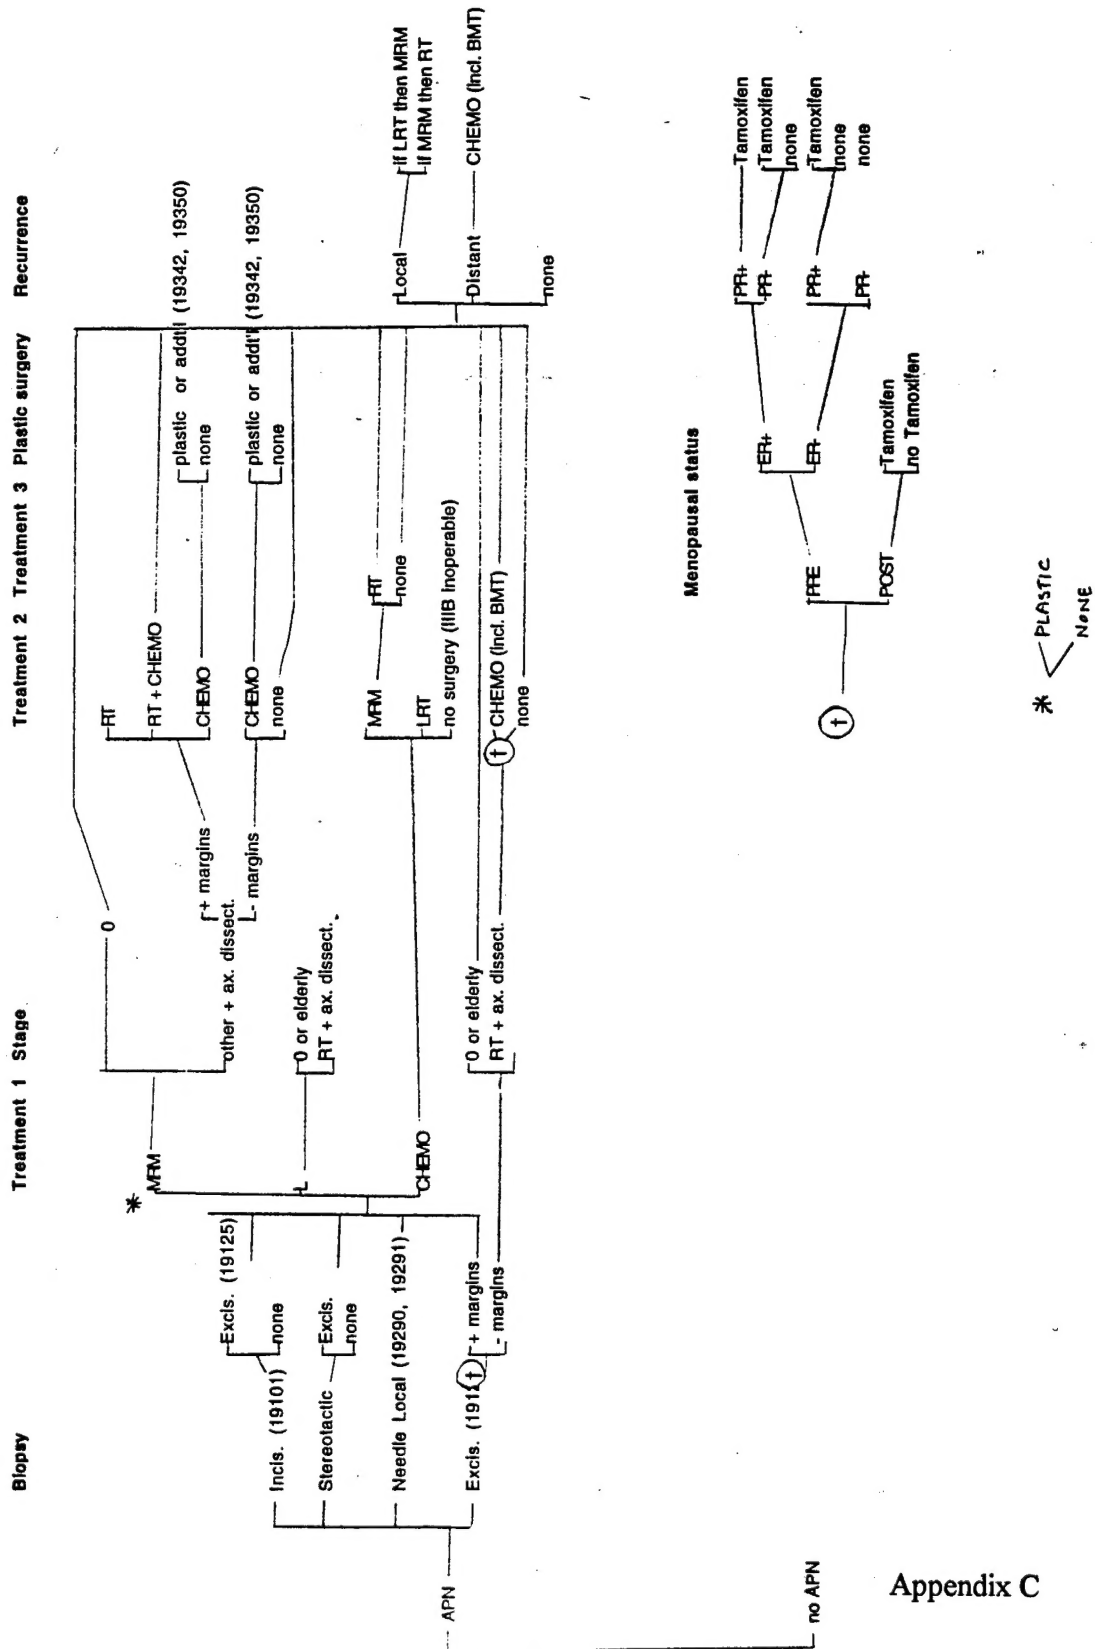 Biopsy
Treatment 1 Stage
Treatment 2 Treatment 3 Plastic surgery
Recurrence
APN
no APN
Incis. (19101)
Excis. (19125)
none
Stereotactic
Excis.
none
Needle Local (19290, 19291)
Excis. (191
†
+ margins
- margins
*
MRM
L
CHEMO
0
other + ax. dissect.
0 or elderly
RT + ax. dissect.
0 or elderly
RT + ax. dissect.
+ margins
- margins
RT
RT + CHEMO
CHEMO
CHEMO
none
plastic or addt'l (19342, 19350)
none
plastic or addt'l (19342, 19350)
none
MRM
LRT
no surgery (IIIB Inoperable)
RT
none
†
CHEMO (Incl. BMT)
none
Local
if LRT then MRM
if MRM then RT
Distant
CHEMO (Incl. BMT)
none
Menopausal status
†
PRE
POST
ER+
ER-
Tamoxifen
no Tamoxifen
PR+
PR-
PR+
PR-
Tamoxifen
Tamoxifen
none
Tamoxifen
none
none
* PLASTIC
NONE
Appendix C